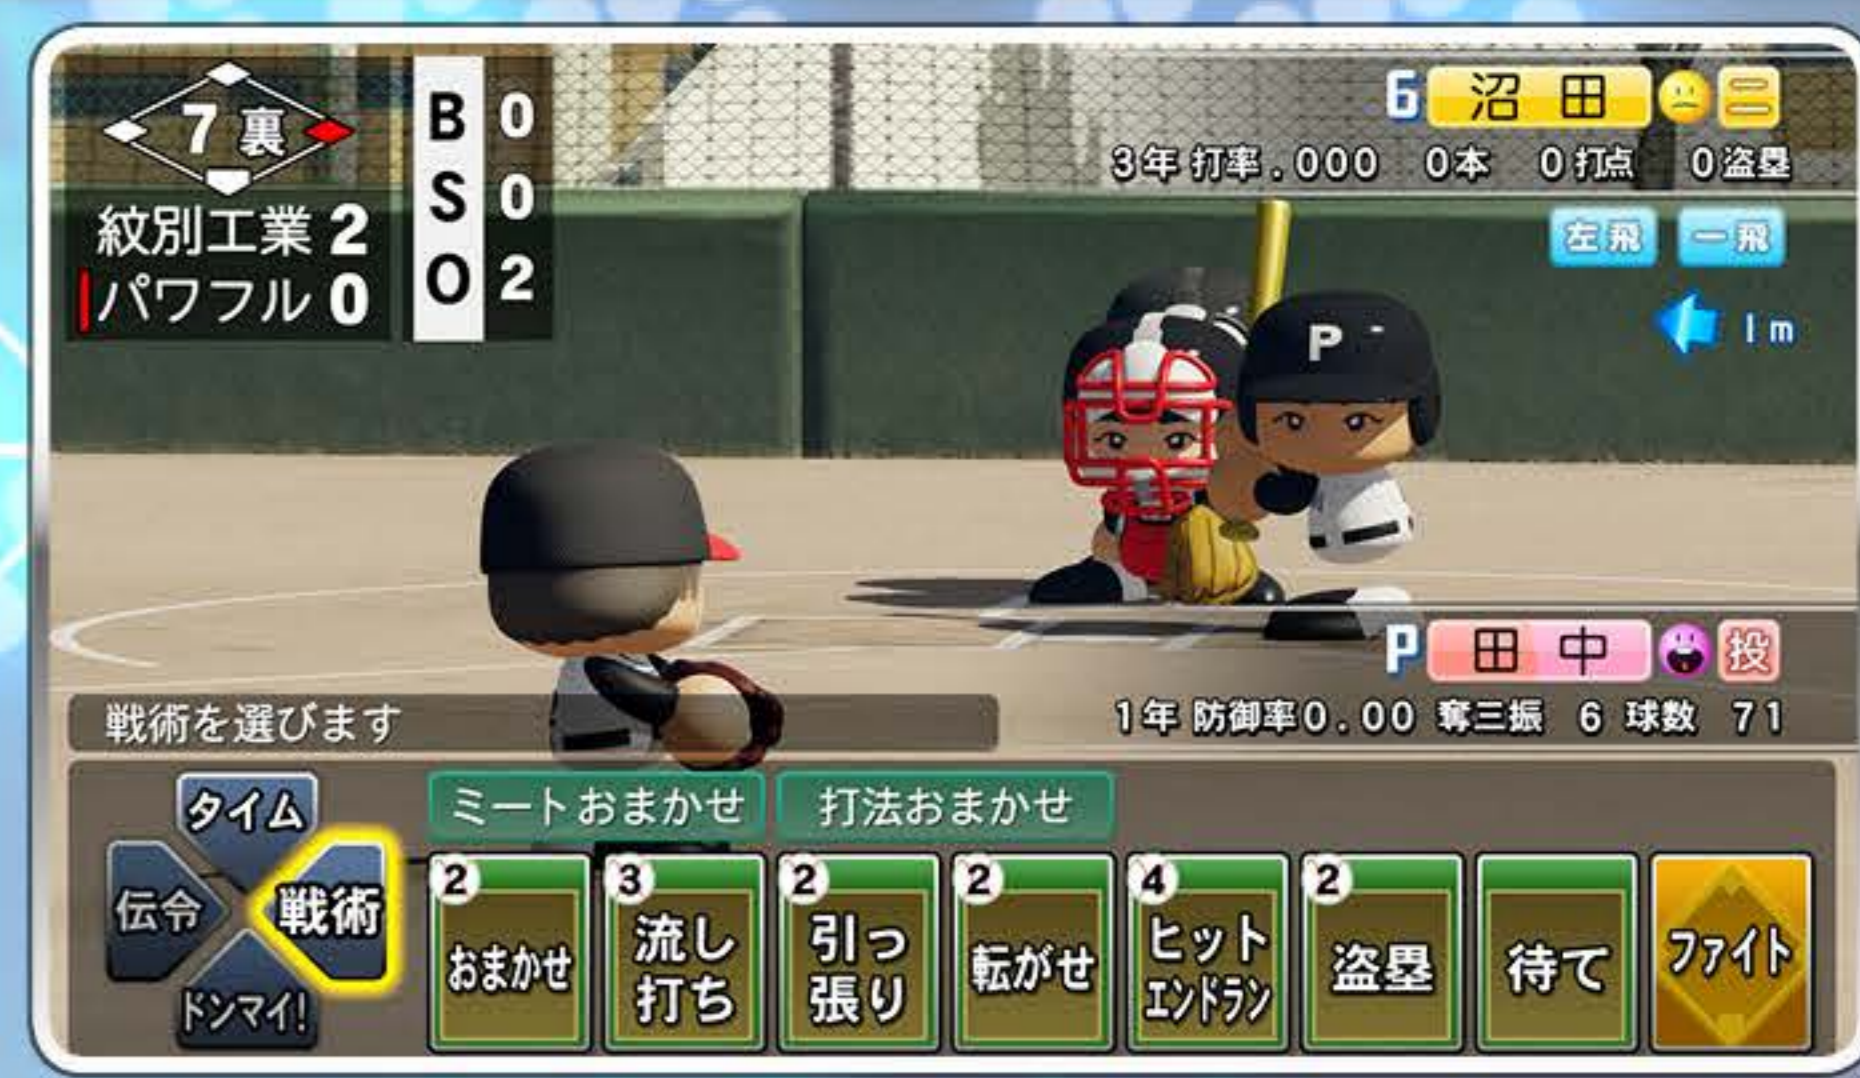 7裏
紋別工業 2
パワフル 0
B 0
S 0
O 2
6 沼田 二
3年 打率.000 0本 0打点 0盗塁
左飛 一飛
1m
P
P 田中 投
1年 防御率0.00 奪三振 6 球数 71
戦術を選びます
タイム
伝令
戦術
ドンマイ!
ミートおまかせ 打法おまかせ
2 おまかせ
3 流し打ち
2 引っ張り
2 転がせ
4 ヒットエンドラン
2 盗塁
待て
ファイト